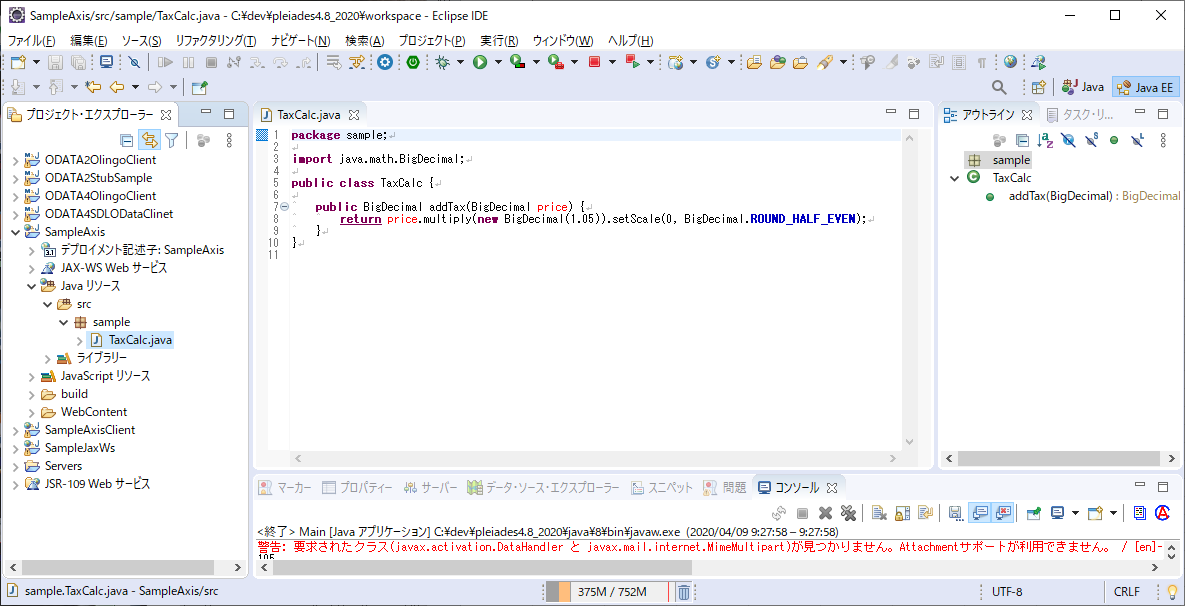 SampleAxis/src/sample/TaxCalc.java - C:¥dev¥pleiades4.8_2020¥workspace - Eclipse IDE
ファイル(F) 編集(E) ソース(S) リファクタリング(T) ナビゲート(N) 検索(A) プロジェクト(P) 実行(R) ウィンドウ(W) ヘルプ(H)
Java Java EE
プロジェクト・エクスプローラー
ODATA2OlingoClient
ODATA2StubSample
ODATA4OlingoClient
ODATA4SDLODataClinet
SampleAxis
デプロイメント記述子: SampleAxis
JAX-WS Web サービス
Java リソース
src
sample
TaxCalc.java
ライブラリー
JavaScript リソース
build
WebContent
SampleAxisClient
SampleJaxWs
Servers
JSR-109 Web サービス
TaxCalc.java
1 package sample;
2
3 import java.math.BigDecimal;
4
5 public class TaxCalc {
6
7 public BigDecimal addTax(BigDecimal price) {
8 return price.multiply(new BigDecimal(1.05)).setScale(0, BigDecimal.ROUND_HALF_EVEN);
9 }
10 }
11
アウトライン タスク・リ...
sample
TaxCalc
addTax(BigDecimal) : BigDecimal
マーカー プロパティー サーバー データ・ソース・エクスプローラー スニペット 問題 コンソール
<終了> Main [Java アプリケーション] C:¥dev¥pleiades4.8_2020¥java¥8¥bin¥javaw.exe (2020/04/09 9:27:58 – 9:27:58)
警告: 要求されたクラス(javax.activation.DataHandler と javax.mail.internet.MimeMultipart)が見つかりません。Attachmentサポートが利用できません。 / [en]-
105
sample.TaxCalc.java - SampleAxis/src 375M / 752M UTF-8 CRLF